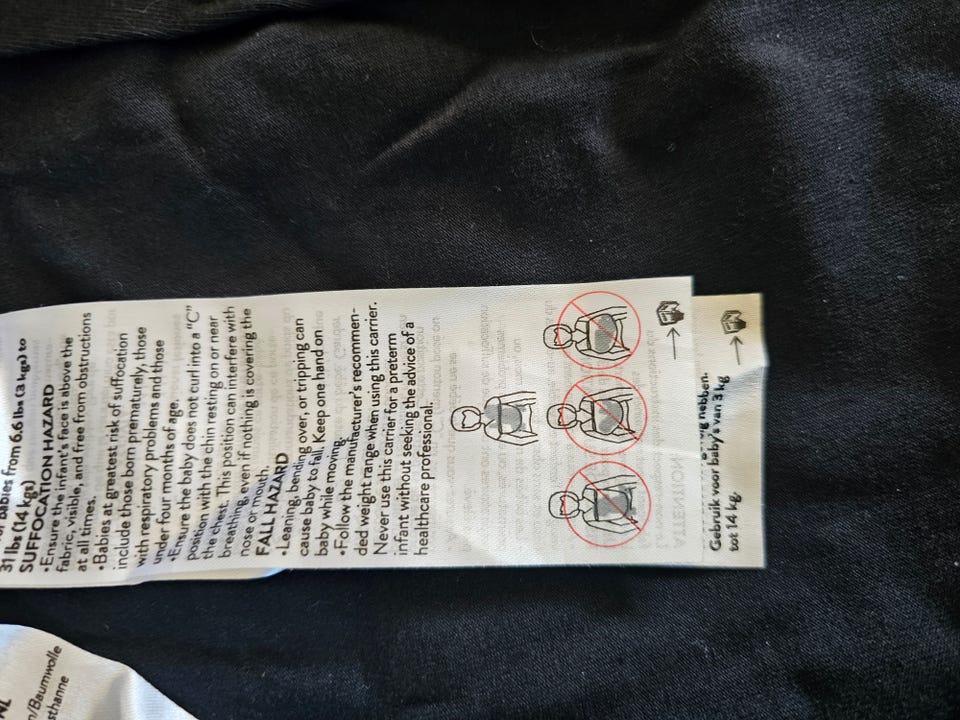 babies from 6.6 lbs (3 kgs) to
31 lbs (14 kgs)
SUFFOCATION HAZARD
•Ensure the infant's face is above the
fabric, visible, and free from obstructions
at all times.
•Babies at greatest risk of suffocation
include those born prematurely, those
with respiratory problems and those
under four months of age.
•Ensure the baby does not curl into a "C"
position with the chin resting on or near
the chest. This position can interfere with
breathing, even if nothing is covering the
nose or mouth.
FALL HAZARD
•Leaning, bending over, or tripping can
cause baby to fall. Keep one hand on
baby while moving.
•Follow the manufacturer's recommen-
ded weight range when using this carrier.
Never use this carrier for a preterm
infant without seeking the advice of a
healthcare professional.
hebben.
Gebruik voor baby's van 3 kg
tot 14 kg.
NL
n/Baumwolle
sthanne